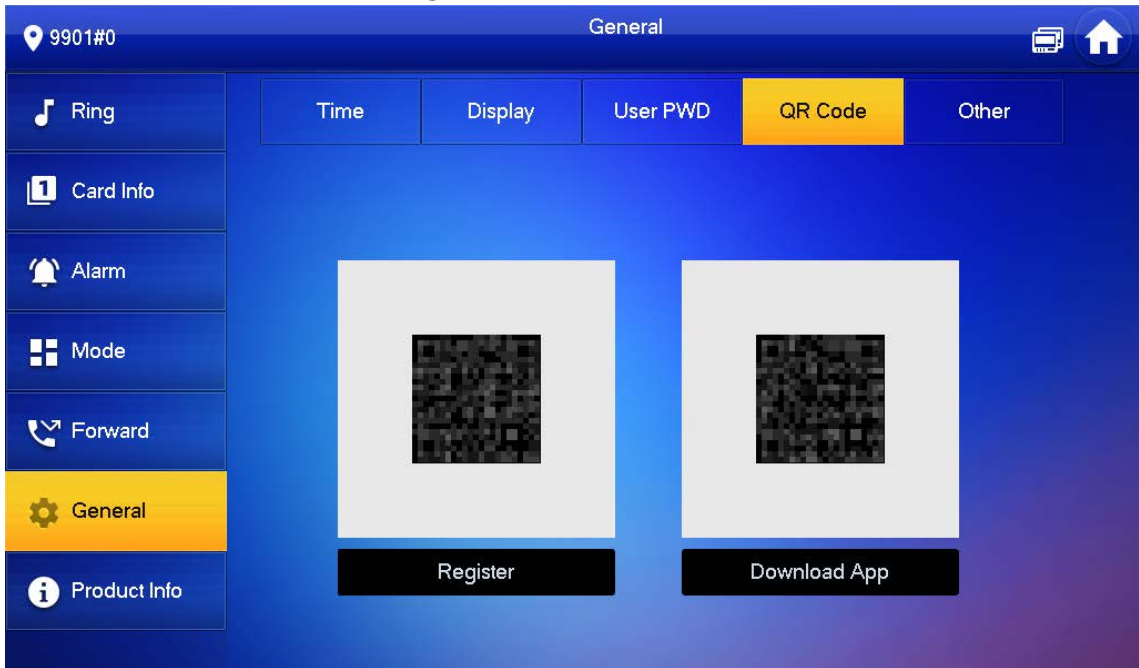 General
9901#0
Ring
Time
Display
User PWD
QR Code
Other
1
Card Info
Alarm
Mode
Forward
General
Register
Download App
i
Product Info